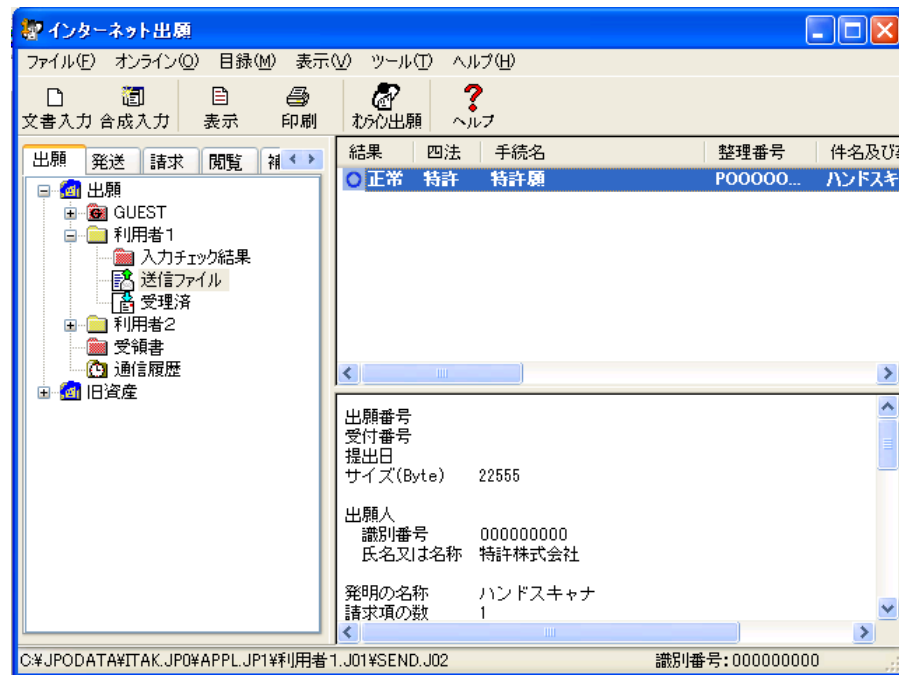 インターネット出願
ファイル(F) オンライン(O) 目録(M) 表示(V) ツール(T) ヘルプ(H)
文書入力 合成入力 表示 印刷 オンライン出願 ヘルプ
出願 発送 請求 閲覧 補
出願
GUEST
利用者1
入力チェック結果
送信ファイル
受理済
利用者2
受領書
通信履歴
旧資産
結果 四法 手続名 整理番号 件名及び
正常 特許 特許願 P00000... ハンドスキ
出願番号
受付番号
提出日
サイズ(Byte) 22555
出願人
識別番号 000000000
氏名又は名称 特許株式会社
発明の名称 ハンドスキャナ
請求項の数 1
C:¥JPODATA¥ITAK.JP0¥APPL.JP1¥利用者1.J01¥SEND.J02 識別番号:000000000